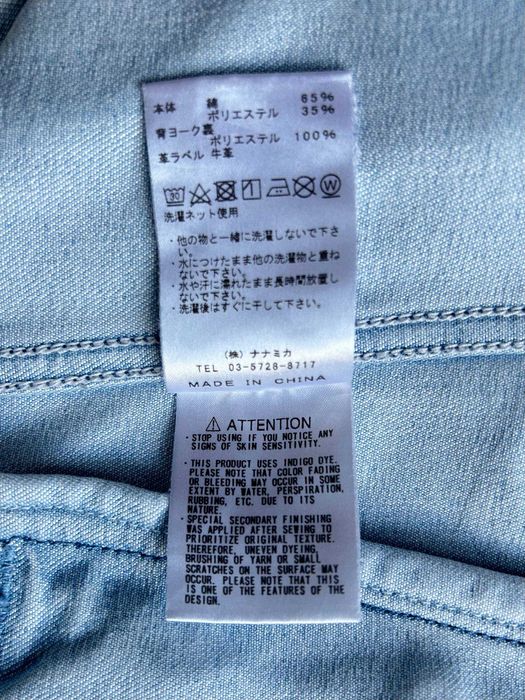 本体 綿 65%
ポリエステル 35%
背ヨーク裏
ポリエステル 100%
革ラベル 牛革
30
洗濯ネット使用
・他の物と一緒に洗濯しないで下さ
い。
・水につけたまま他の洗濯物と重ね
ないで下さい。
・水や汗に濡れたまま長時間放置し
ないで下さい。
・洗濯後はすぐに干して下さい。
(株) ナナミカ
TEL 03-5728-8717
MADE IN CHINA
⚠ ATTENTION
・STOP USING IF YOU NOTICE ANY
SIGNS OF SKIN SENSITIVITY.
・THIS PRODUCT USES INDIGO DYE.
PLEASE NOTE THAT COLOR FADING
OR BLEEDING MAY OCCUR IN SOME
EXTENT BY WATER, PERSPIRATION,
RUBBING, ETC. DUE TO ITS
NATURE.
・SPECIAL SECONDARY FINISHING
WAS APPLIED AFTER SEWING TO
PRIORITIZE ORIGINAL TEXTURE.
THEREFORE, UNEVEN DYEING,
BRUSHING OF YARN OR SMALL
SCRATCHES ON THE SURFACE MAY
OCCUR. PLEASE NOTE THAT THIS
IS ONE OF THE FEATURES OF THE
DESIGN.